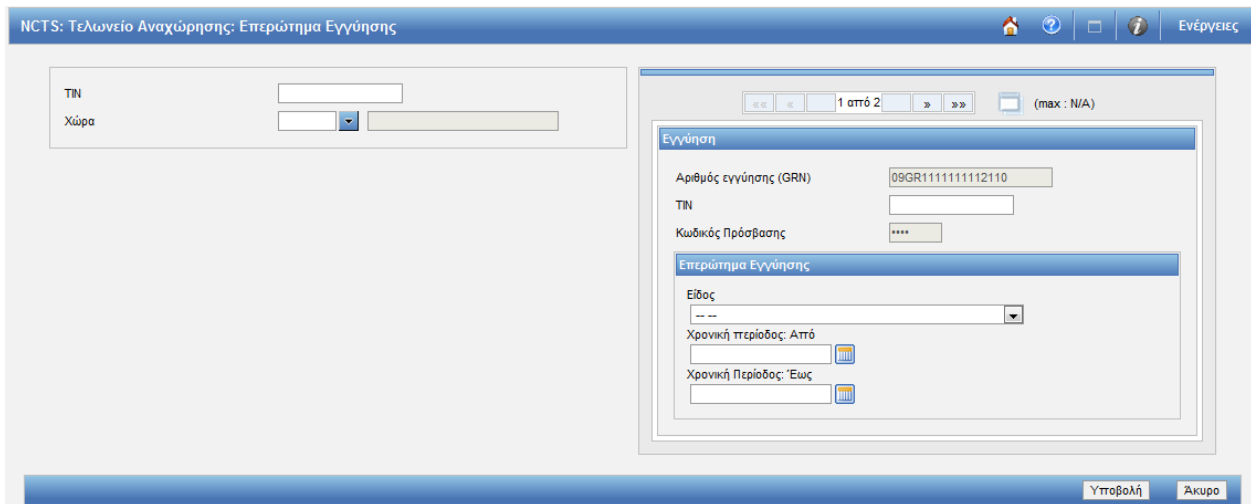 NCTS: Τελωνείο Αναχώρησης: Επερώτημα Εγγύησης
Ενέργειες
TIN
Χώρα
«« « 1 από 2 » »» (max : N/A)
Εγγύηση
Αριθμός εγγύησης (GRN) 09GR1111111112110
TIN
Κωδικός Πρόσβασης ••••
Επερώτημα Εγγύησης
Είδος
-- --
Χρονική περίοδος: Από
Χρονική Περίοδος: Έως
Υποβολή Άκυρο